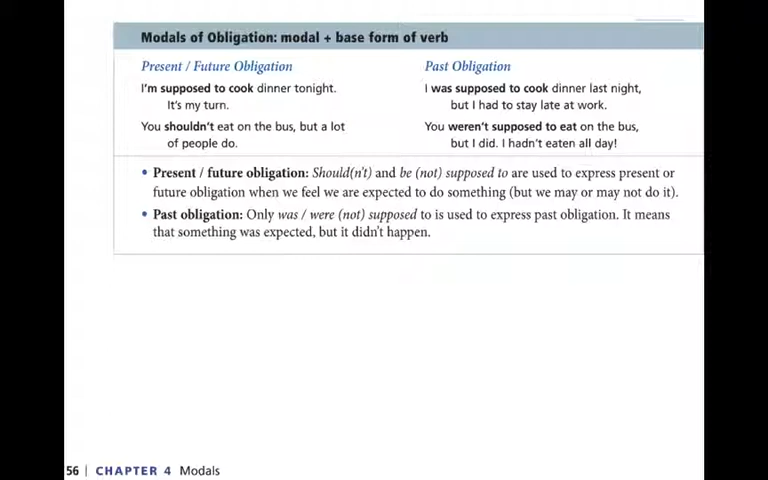 Modals of Obligation: modal + base form of verb
Present / Future Obligation
I'm supposed to cook dinner tonight.
It's my turn.
You shouldn't eat on the bus, but a lot
of people do.
Past Obligation
I was supposed to cook dinner last night,
but I had to stay late at work.
You weren't supposed to eat on the bus,
but I did. I hadn't eaten all day!
• Present / future obligation: Should(n't) and be (not) supposed to are used to express present or
future obligation when we feel we are expected to do something (but we may or may not do it).
• Past obligation: Only was / were (not) supposed to is used to express past obligation. It means
that something was expected, but it didn't happen.
56 | CHAPTER 4 Modals